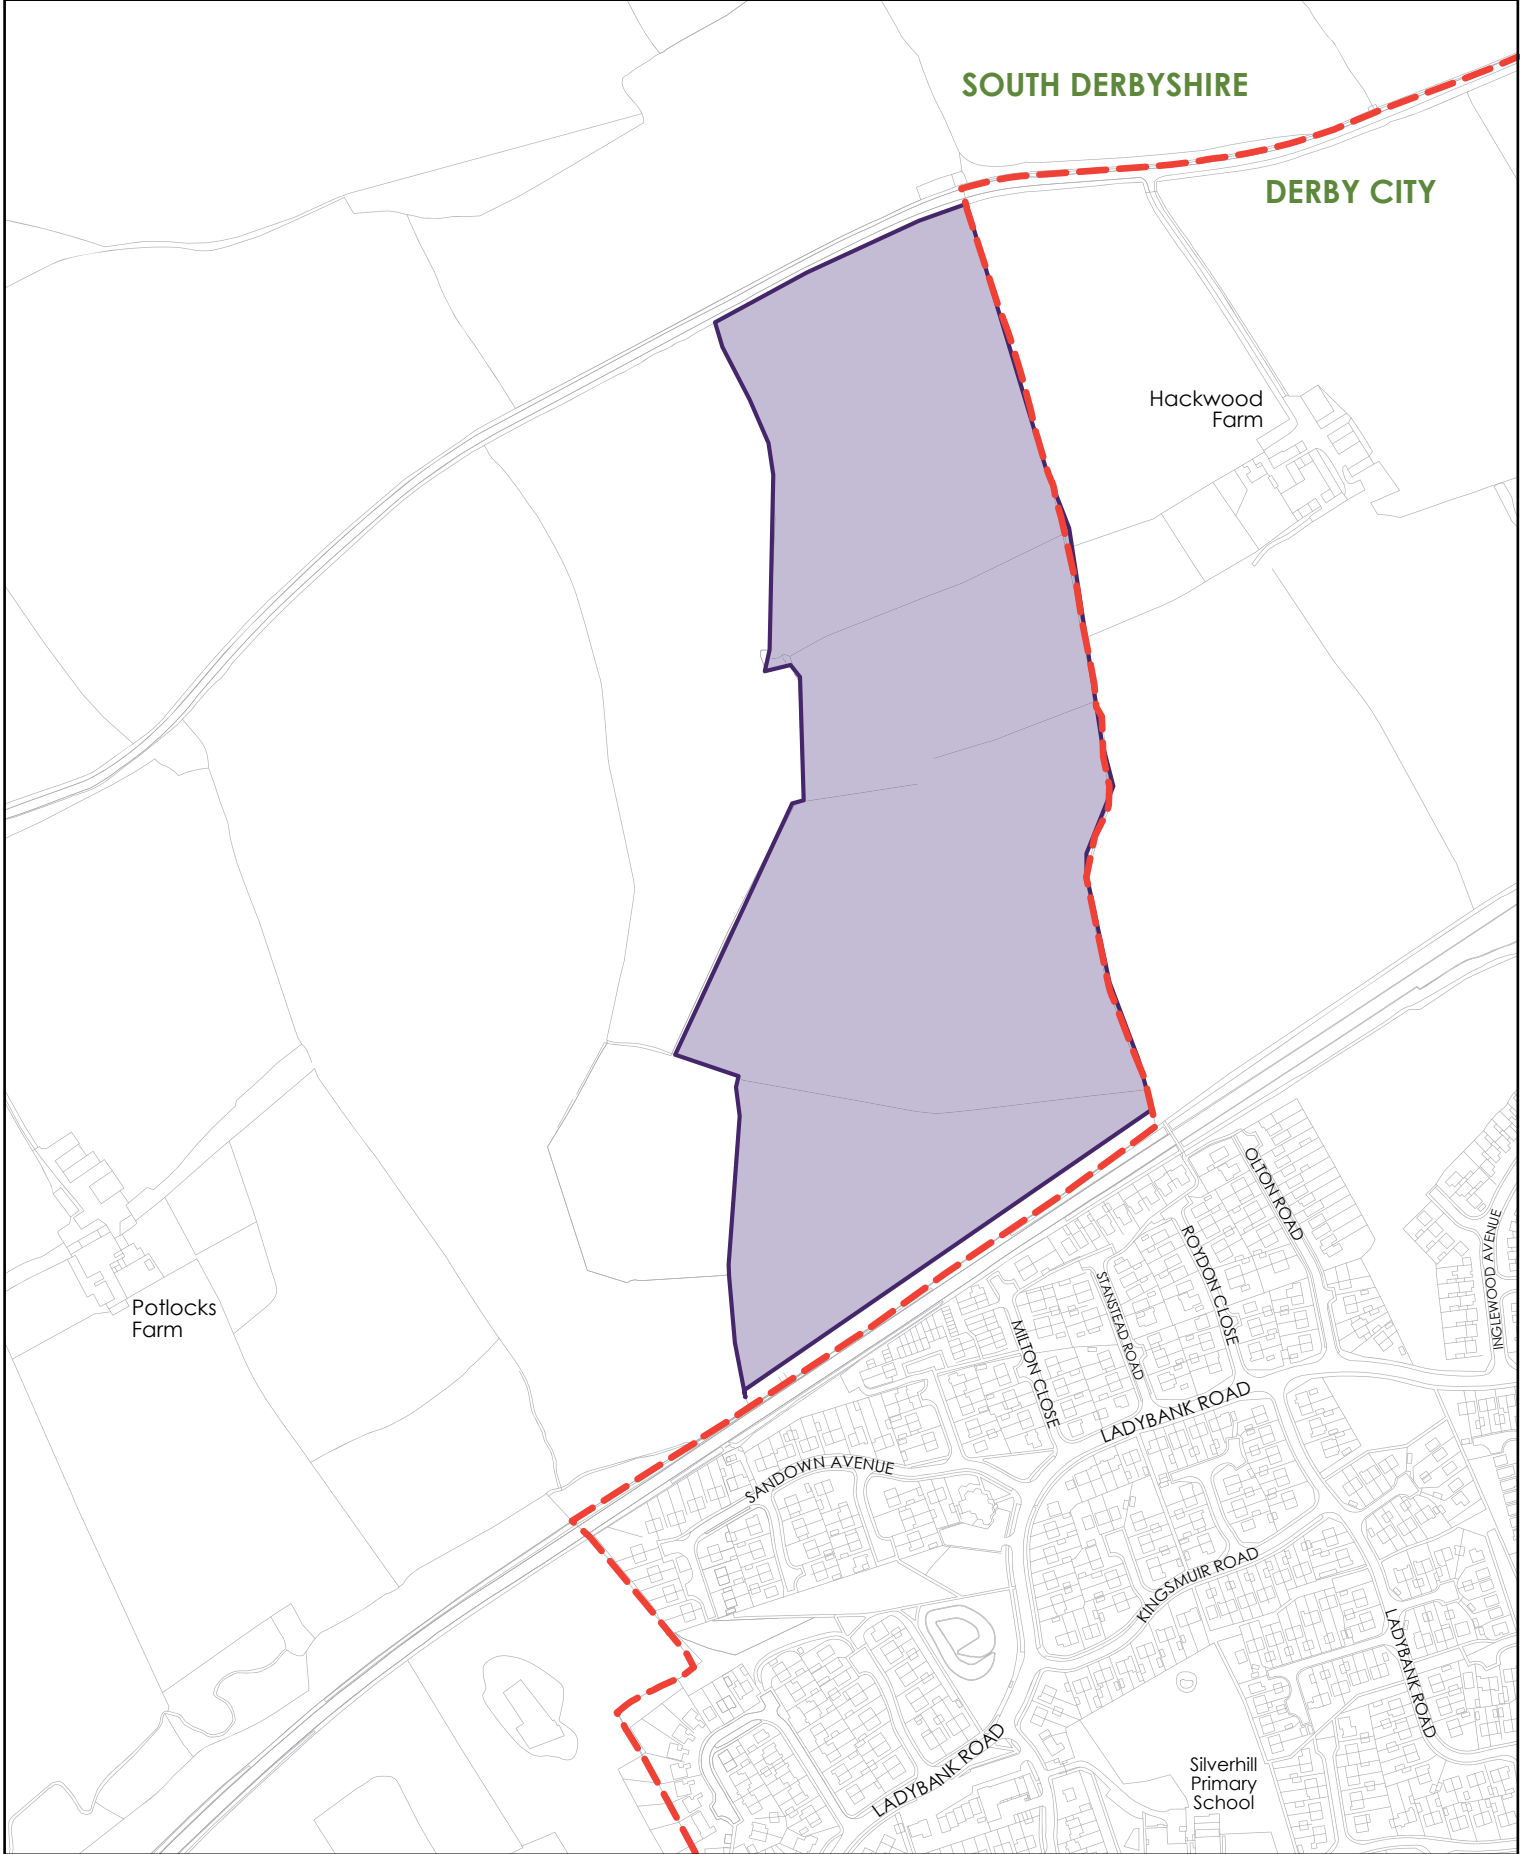 SOUTH DERBYSHIRE
DERBY CITY
Hackwood
Farm
OLTON ROAD
ROYDON CLOSE
INGLEWOOD AVENUE
STANSTEAD ROAD
Potlocks
Farm
MILTON CLOSE
LADYBANK ROAD
SANDOWN AVENUE
KINGSMUIR ROAD
LADYBANK ROAD
LADYBANK ROAD
Silverhill
Primary
School